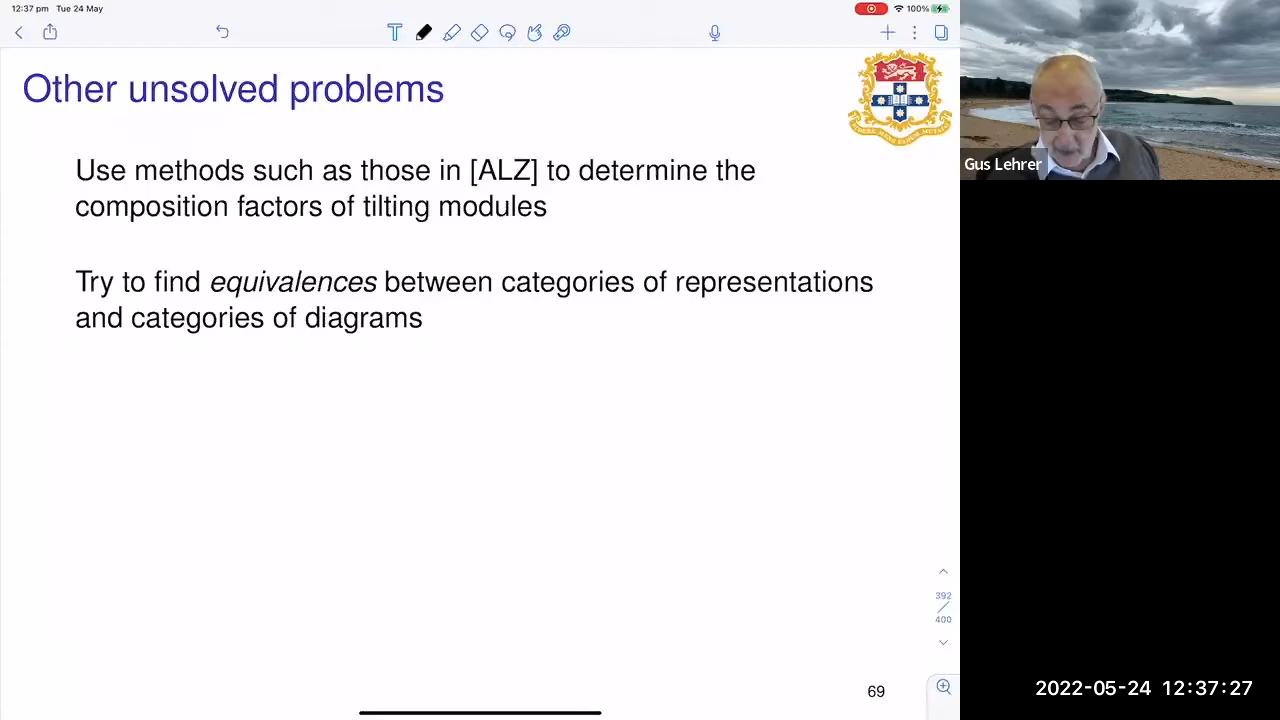 12:37 pm Tue 24 May
100%
Other unsolved problems
Use methods such as those in [ALZ] to determine the
composition factors of tilting modules
Try to find equivalences between categories of representations
and categories of diagrams
392
400
69
Gus Lehrer
2022-05-24 12:37:27